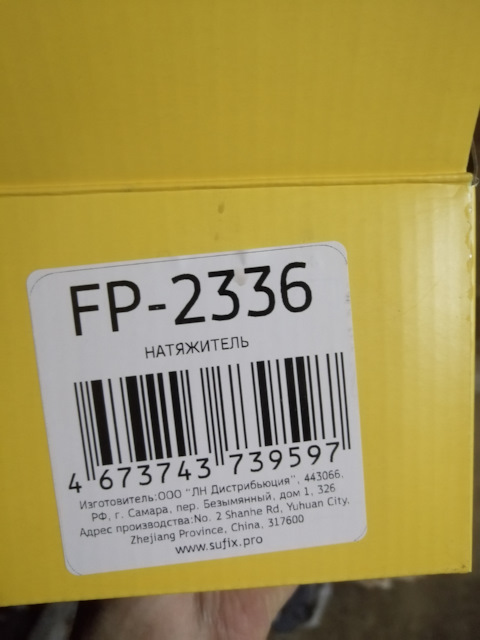 FP-2336
НАТЯЖИТЕЛЬ
4 673743 739597
Изготовитель:ООО "ЛН Дистрибьюция", 443066.
РФ, г. Самара, пер. Безымянный, дом 1, 326
Адрес производства:No. 2 Shanhe Rd, Yuhuan City.
Zhejiang Province, China, 317600
www.sufix.pro